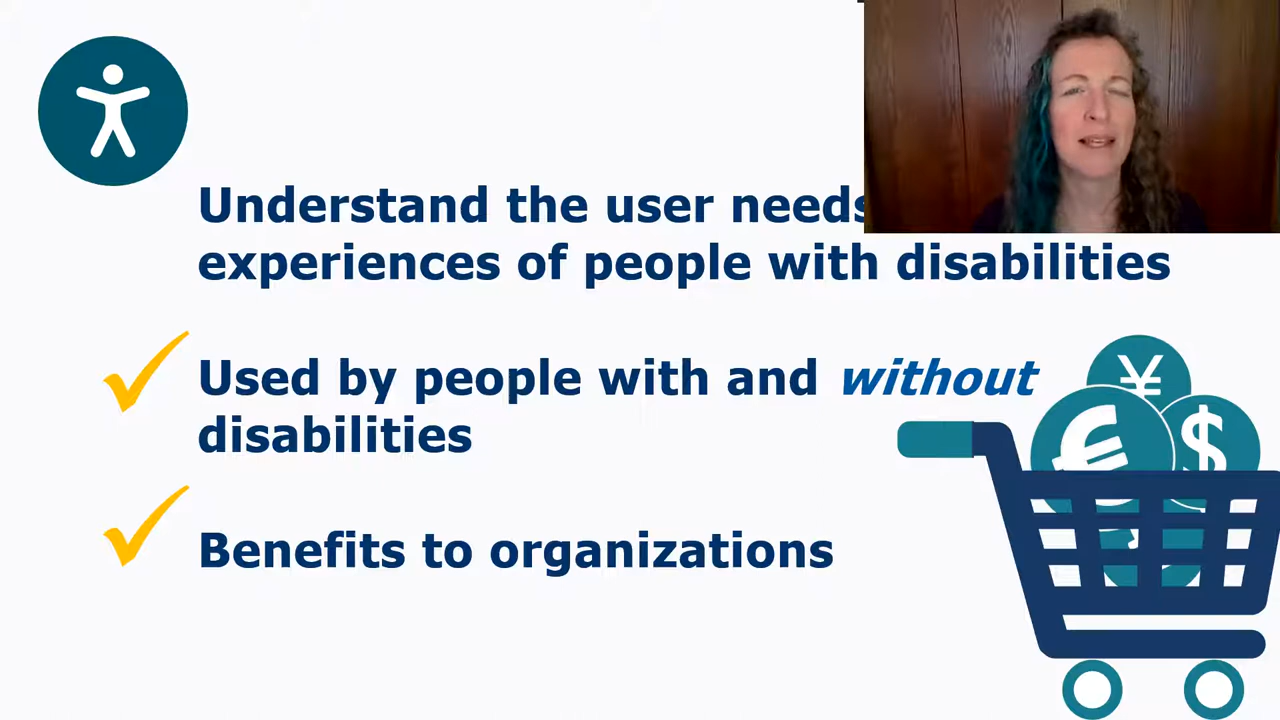 Understand the user needs
experiences of people with disabilities
Used by people with and without
disabilities
Benefits to organizations
¥
€
$